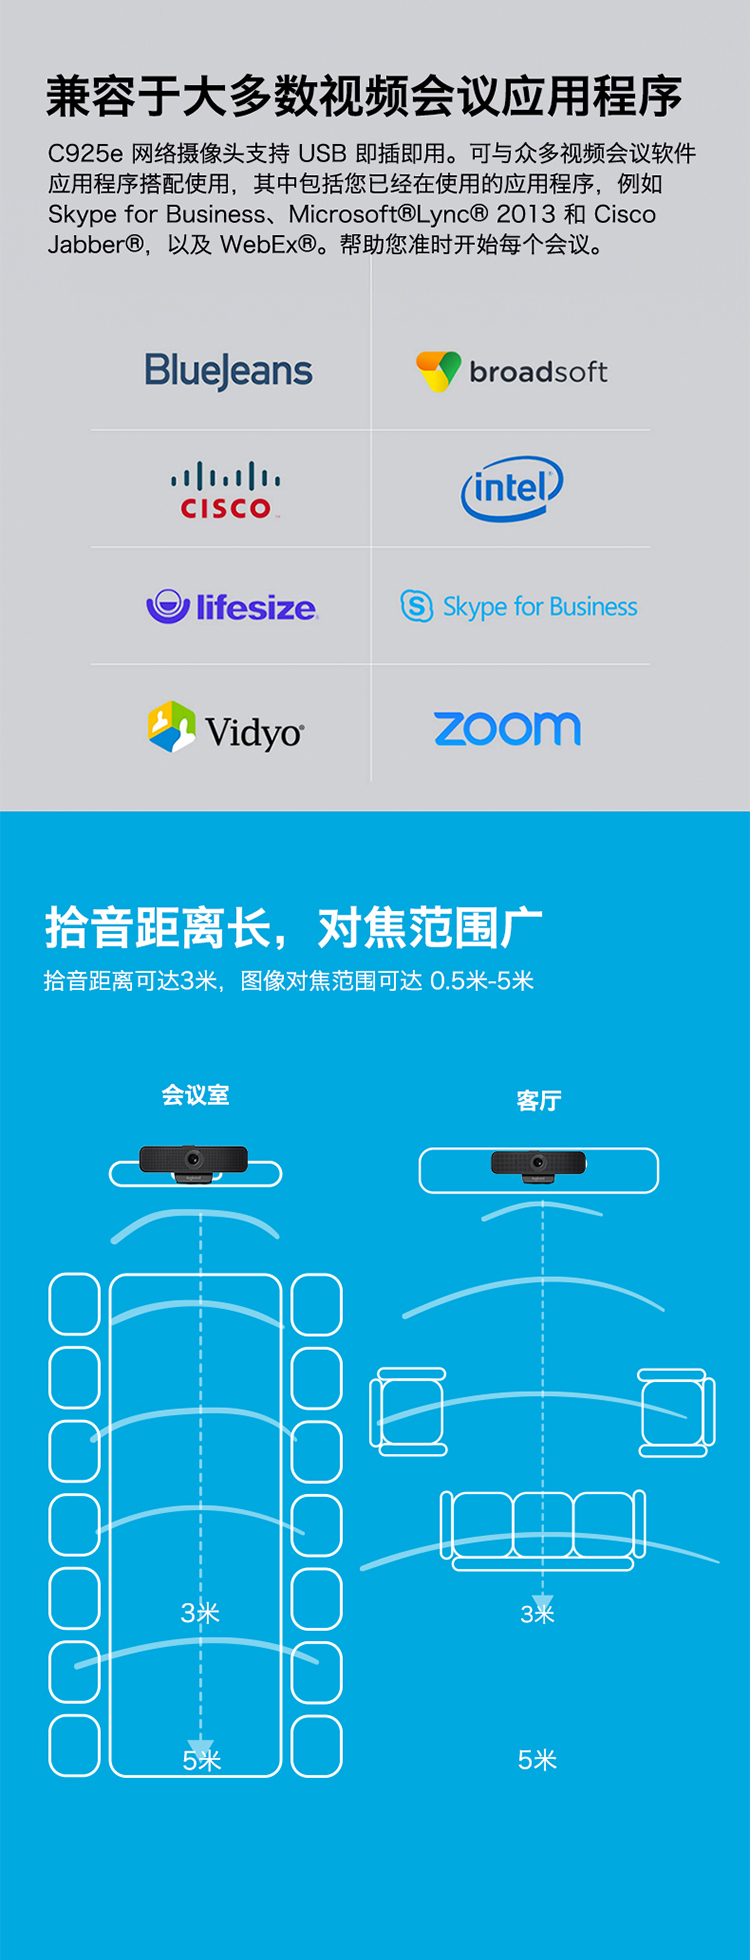 兼容于大多数视频会议应用程序
C925e 网络摄像头支持 USB 即插即用。可与众多视频会议软件
应用程序搭配使用，其中包括您已经在使用的应用程序，例如
Skype for Business、Microsoft®Lync® 2013 和 Cisco
Jabber®，以及 WebEx®。帮助您准时开始每个会议。
BlueJeans
broadsoft
CISCO
intel
lifesize
Skype for Business
Vidyo
zoom
拾音距离长，对焦范围广
拾音距离可达3米，图像对焦范围可达 0.5米-5米
会议室
客厅
3米
3米
5米
5米